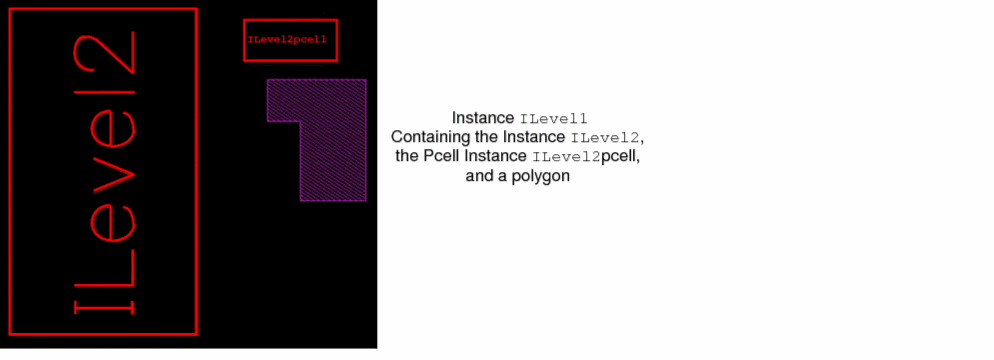 ILevel2
ILevel2pcell
Instance ILevel1
Containing the Instance ILevel2,
the Pcell Instance ILevel2pcell,
and a polygon